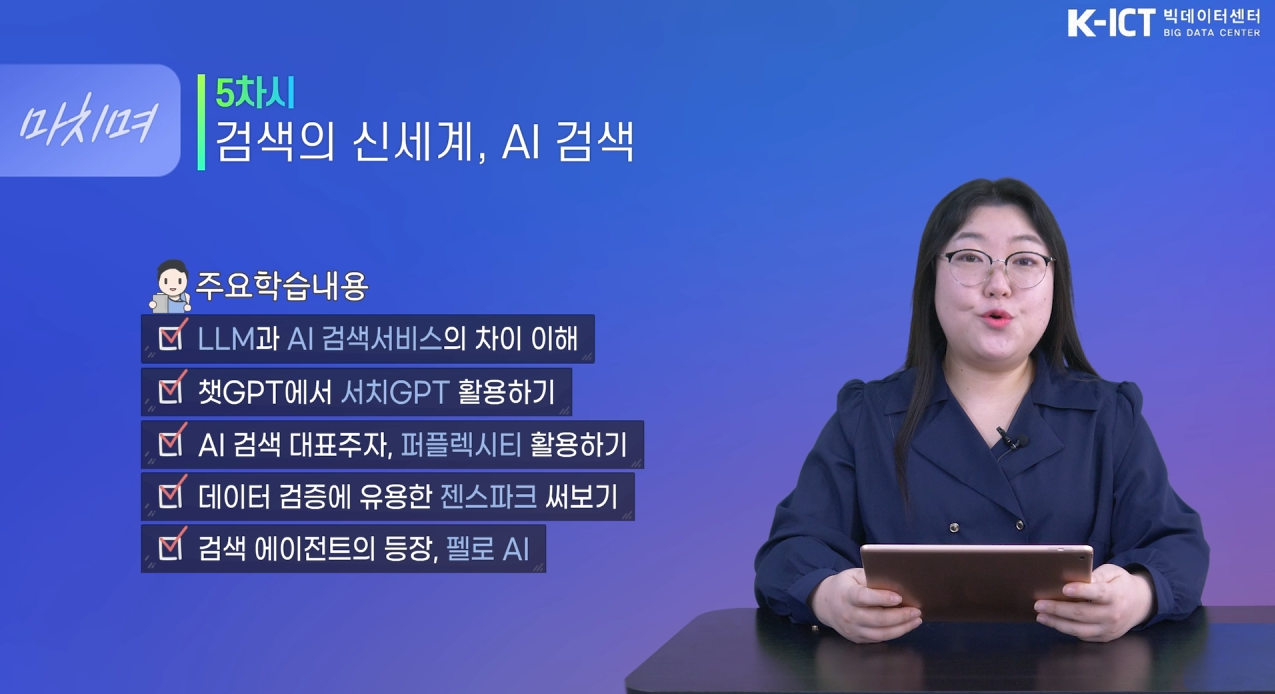 K-ICT 빅데이터센터
BIG DATA CENTER
마치며
5차시
검색의 신세계, AI 검색
주요학습내용
LLM과 AI 검색서비스의 차이 이해
챗GPT에서 서치GPT 활용하기
AI 검색 대표주자, 퍼플렉시티 활용하기
데이터 검증에 유용한 젠스파크 써보기
검색 에이전트의 등장, 펠로 AI